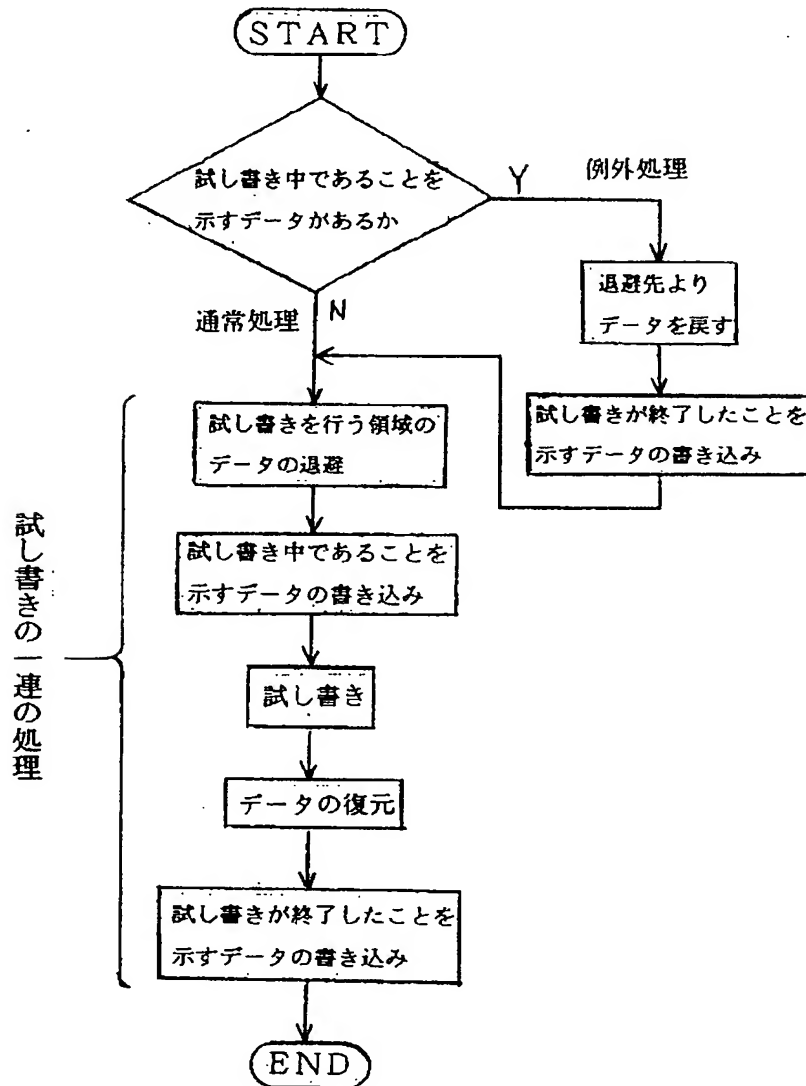 START
試し書き中であることを
示すデータがあるか
Y
例外処理
退避先より
データを戻す
試し書きが終了したことを
示すデータの書き込み
通常処理
N
試し書きを行う領域の
データの退避
試し書き中であることを
示すデータの書き込み
試し書き
データの復元
試し書きが終了したことを
示すデータの書き込み
試し書きの一連の処理
END